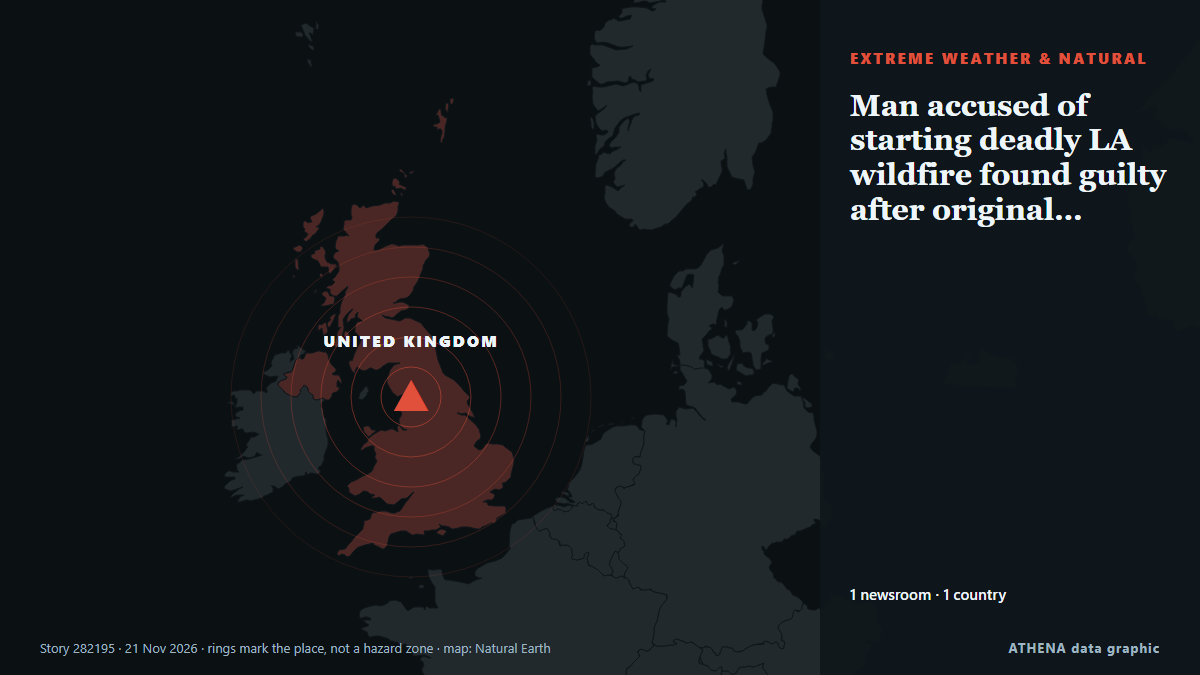 EXTREME WEATHER & NATURAL
Man accused of
starting deadly LA
wildfire found guilty
after original...
UNITED KINGDOM
1 newsroom · 1 country
Story 282195 · 21 Nov 2026 · rings mark the place, not a hazard zone · map: Natural Earth
ATHENA data graphic